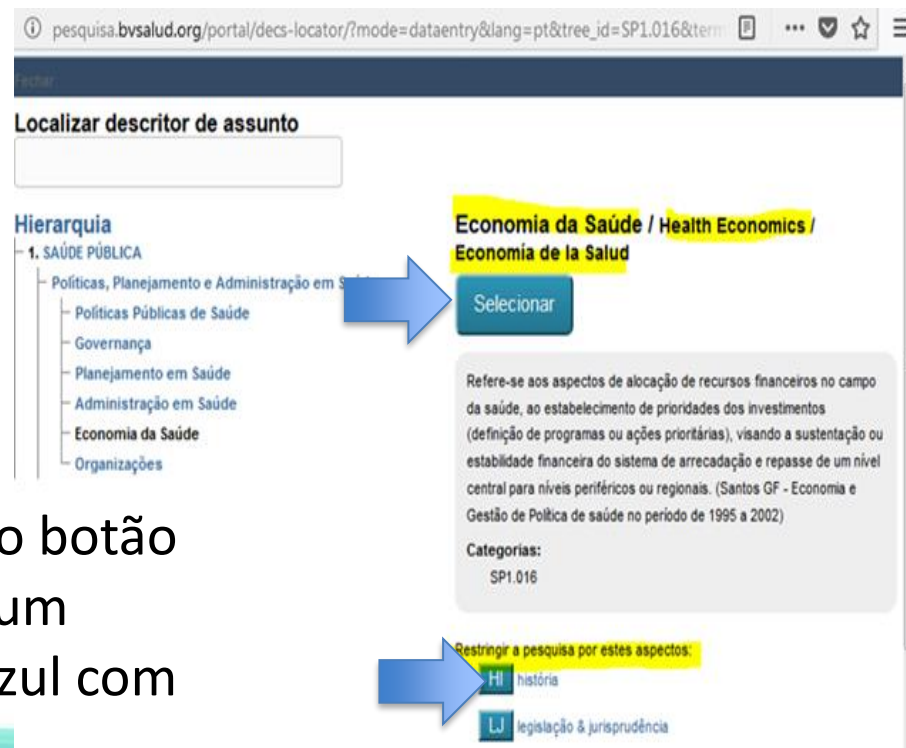 pesquisa.bvsalud.org/portal/decs-locator/?mode=dataentry&lang=pt&tree_id=SP1.016&term
Fechar
Localizar descritor de assunto
Hierarquia
1. SAÚDE PÚBLICA
Políticas, Planejamento e Administração em
Políticas Públicas de Saúde
Governança
Planejamento em Saúde
Administração em Saúde
Economia da Saúde
Organizações
o botão
um
zul com
Economia da Saúde / Health Economics /
Economía de la Salud
Selecionar
Refere-se aos aspectos de alocação de recursos financeiros no campo
da saúde, ao estabelecimento de prioridades dos investimentos
(definição de programas ou ações prioritárias), visando a sustentação ou
estabilidade financeira do sistema de arrecadação e repasse de um nível
central para níveis periféricos ou regionais. (Santos GF - Economia e
Gestão de Política de saúde no período de 1995 a 2002)
Categorias:
SP1.016
Restringir a pesquisa por estes aspectos:
HI história
LJ legislação & jurisprudência